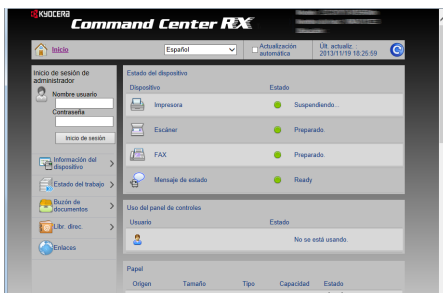 KYOCERA
Command Center RX
Inicio
Español
Actualización
automática
Últ. actualiz. :
2013/11/19 18:25:59
Inicio de sesión de
administrador
Nombre usuario
Contraseña
Inicio de sesión
Información del
dispositivo
Estado del trabajo
Buzón de
documentos
Libr. direc.
Enlaces
Estado del dispositivo
Dispositivo Estado
Impresora Suspendiendo...
Escáner Preparado.
FAX Preparado.
Mensaje de estado Ready
Uso del panel de controles
Usuario Estado
No se está usando.
Papel
Origen Tamaño Tipo Capacidad Estado